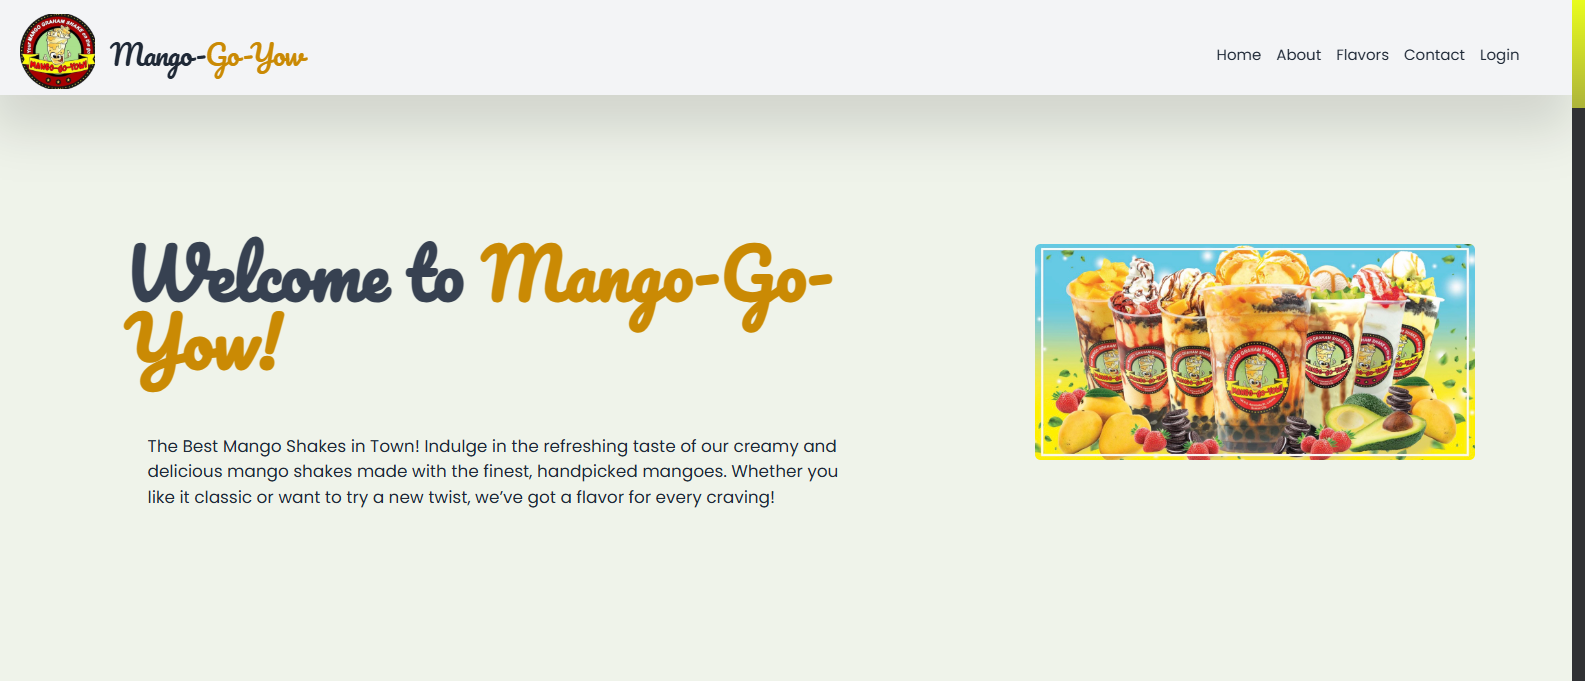 Mango-Go-Yow
Home About Flavors Contact Login
Welcome to Mango-Go-
Yow!
The Best Mango Shakes in Town! Indulge in the refreshing taste of our creamy and
delicious mango shakes made with the finest, handpicked mangoes. Whether you
like it classic or want to try a new twist, we’ve got a flavor for every craving!
MANGO-GO-YOW!